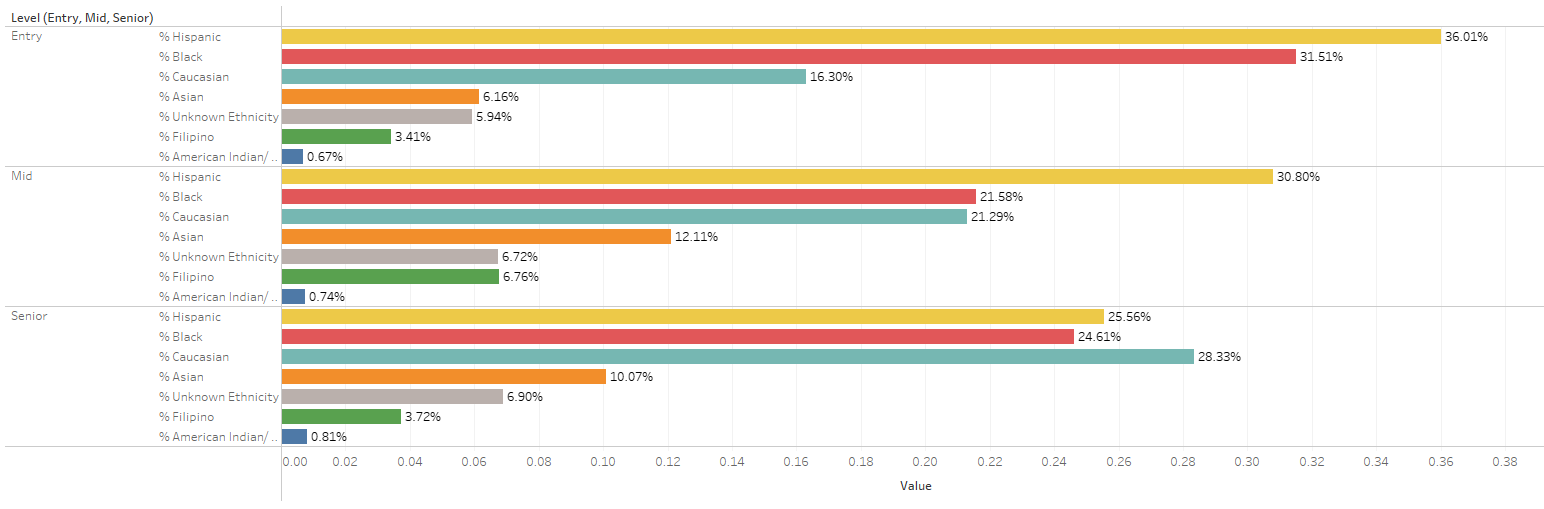 Level (Entry, Mid, Senior)
Entry
% Hispanic 36.01%
% Black 31.51%
% Caucasian 16.30%
% Asian 6.16%
% Unknown Ethnicity 5.94%
% Filipino 3.41%
% American Indian/ .. 0.67%
Mid
% Hispanic 30.80%
% Black 21.58%
% Caucasian 21.29%
% Asian 12.11%
% Unknown Ethnicity 6.72%
% Filipino 6.76%
% American Indian/ .. 0.74%
Senior
% Hispanic 25.56%
% Black 24.61%
% Caucasian 28.33%
% Asian 10.07%
% Unknown Ethnicity 6.90%
% Filipino 3.72%
% American Indian/ .. 0.81%
0.00 0.02 0.04 0.06 0.08 0.10 0.12 0.14 0.16 0.18 0.20 0.22 0.24 0.26 0.28 0.30 0.32 0.34 0.36 0.38
Value